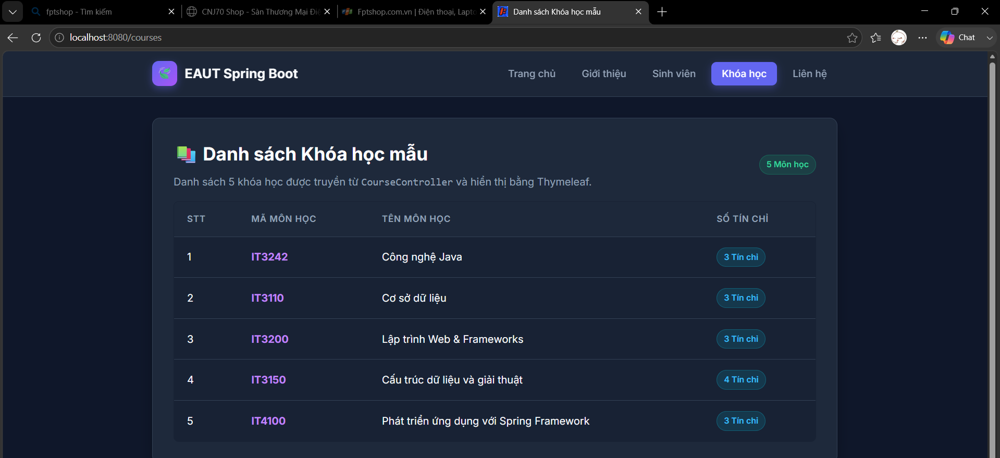 fptshop - Tìm kiếm
CNJ70 Shop - Sàn Thương Mại Điệ
Fptshop.com.vn | Điện thoại, Lapto
Danh sách Khóa học mẫu
localhost:8080/courses
Chat
EAUT Spring Boot
Trang chủ
Giới thiệu
Sinh viên
Khóa học
Liên hệ
Danh sách Khóa học mẫu
5 Môn học
Danh sách 5 khóa học được truyền từ CourseController và hiển thị bằng Thymeleaf.
STT MÃ MÔN HỌC TÊN MÔN HỌC SỐ TÍN CHỈ
1 IT3242 Công nghệ Java 3 Tín chỉ
2 IT3110 Cơ sở dữ liệu 3 Tín chỉ
3 IT3200 Lập trình Web & Frameworks 3 Tín chỉ
4 IT3150 Cấu trúc dữ liệu và giải thuật 4 Tín chỉ
5 IT4100 Phát triển ứng dụng với Spring Framework 3 Tín chỉ